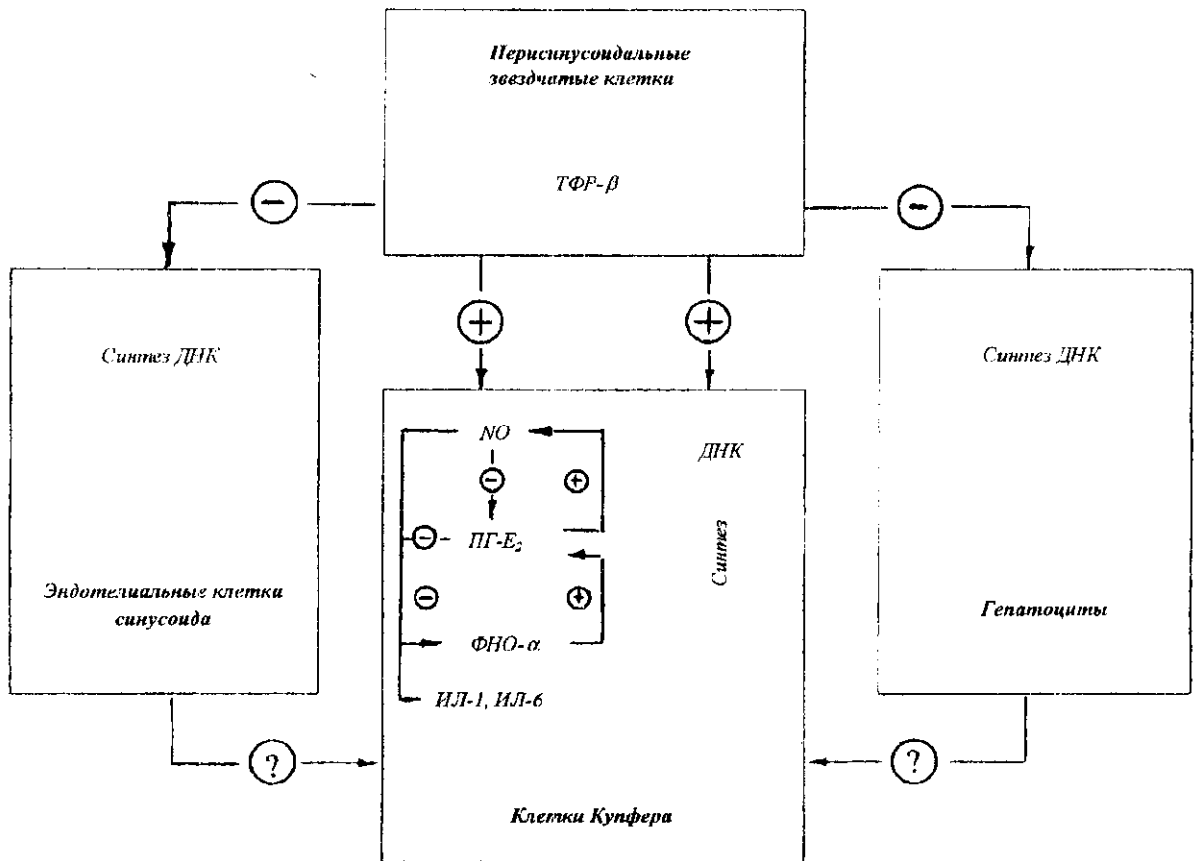 Перисинусоидальные
звездчатые клетки
ТФР-β
−
−
+
+
Синтез ДНК
Эндотелиальные клетки
синусоида
?
NO
−
+
ПГ-E₂
−
−
+
ФНО-α
ИЛ-1, ИЛ-6
ДНК
Синтез
Клетки Купфера
Синтез ДНК
Гепатоциты
?